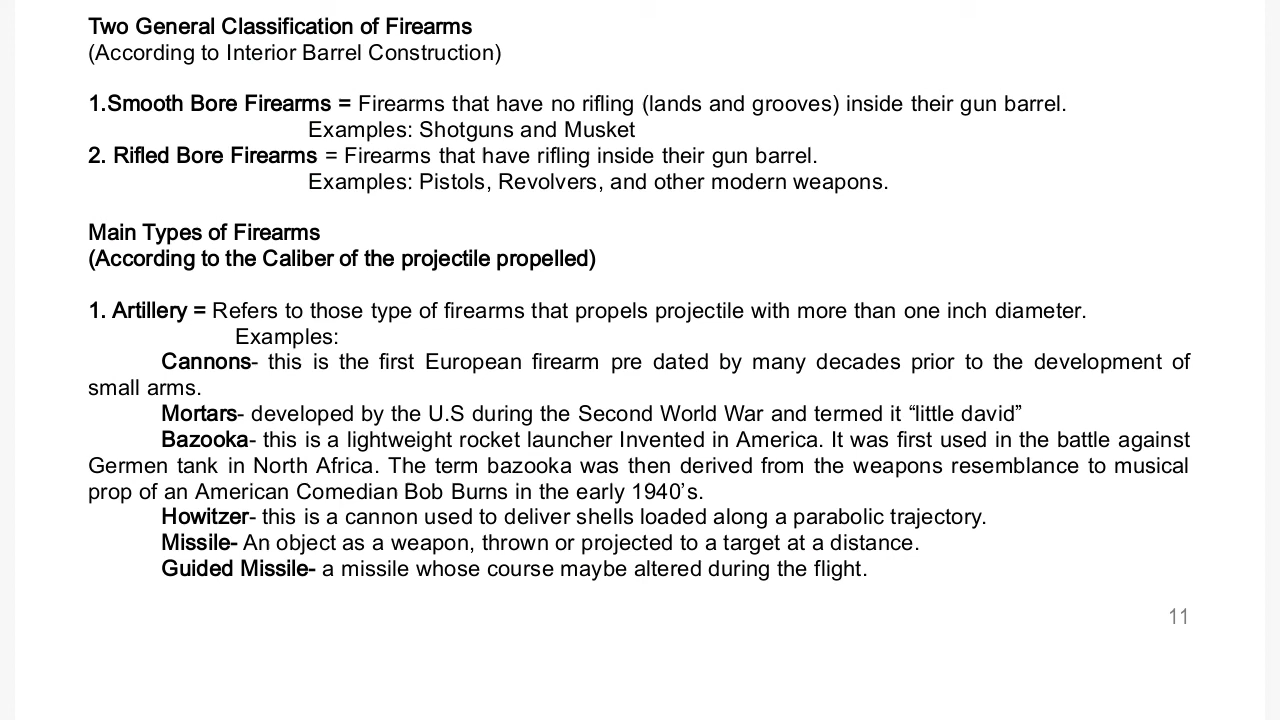 Two General Classification of Firearms
(According to Interior Barrel Construction)
1.Smooth Bore Firearms = Firearms that have no rifling (lands and grooves) inside their gun barrel.
Examples: Shotguns and Musket
2. Rifled Bore Firearms = Firearms that have rifling inside their gun barrel.
Examples: Pistols, Revolvers, and other modern weapons.
Main Types of Firearms
(According to the Caliber of the projectile propelled)
1. Artillery = Refers to those type of firearms that propels projectile with more than one inch diameter.
Examples:
Cannons- this is the first European firearm pre dated by many decades prior to the development of
small arms.
Mortars- developed by the U.S during the Second World War and termed it “little david”
Bazooka- this is a lightweight rocket launcher Invented in America. It was first used in the battle against
Germen tank in North Africa. The term bazooka was then derived from the weapons resemblance to musical
prop of an American Comedian Bob Burns in the early 1940’s.
Howitzer- this is a cannon used to deliver shells loaded along a parabolic trajectory.
Missile- An object as a weapon, thrown or projected to a target at a distance.
Guided Missile- a missile whose course maybe altered during the flight.
11